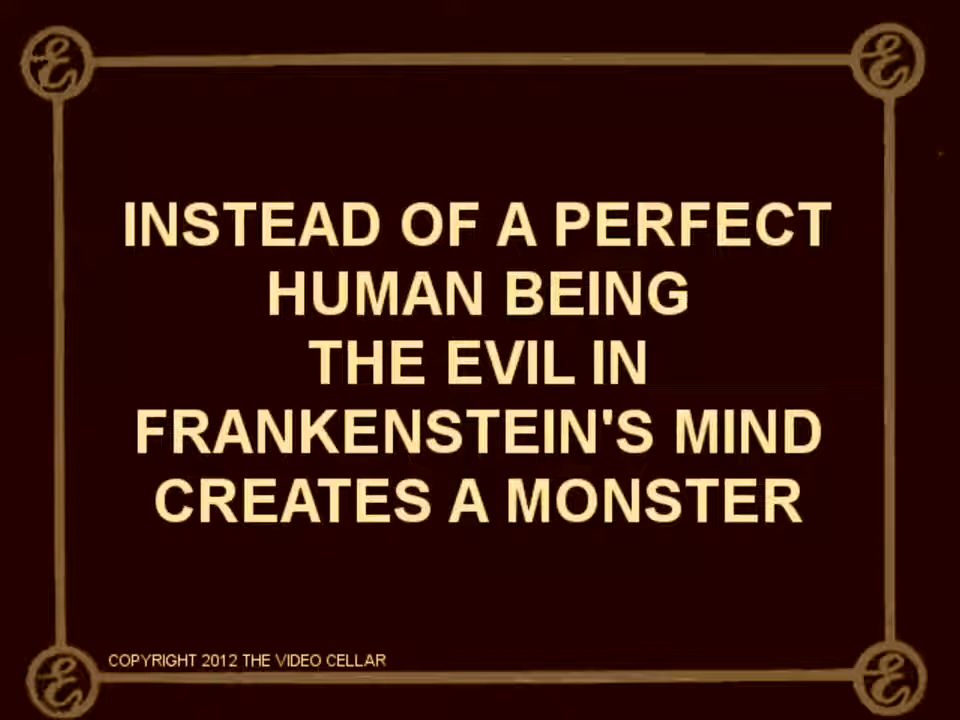 INSTEAD OF A PERFECT
HUMAN BEING
THE EVIL IN
FRANKENSTEIN'S MIND
CREATES A MONSTER
COPYRIGHT 2012 THE VIDEO CELLAR